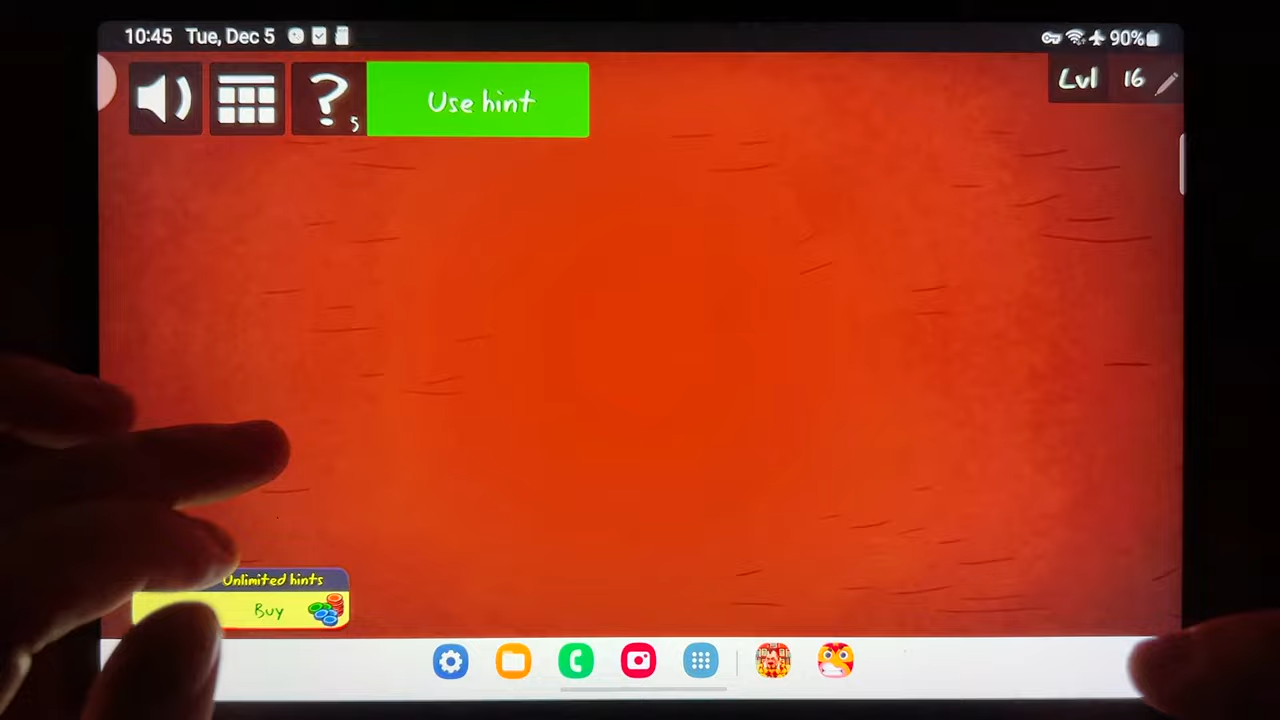 10:45 Tue, Dec 5
90%
?
5
Use hint
Lvl 16
Unlimited hints
Buy